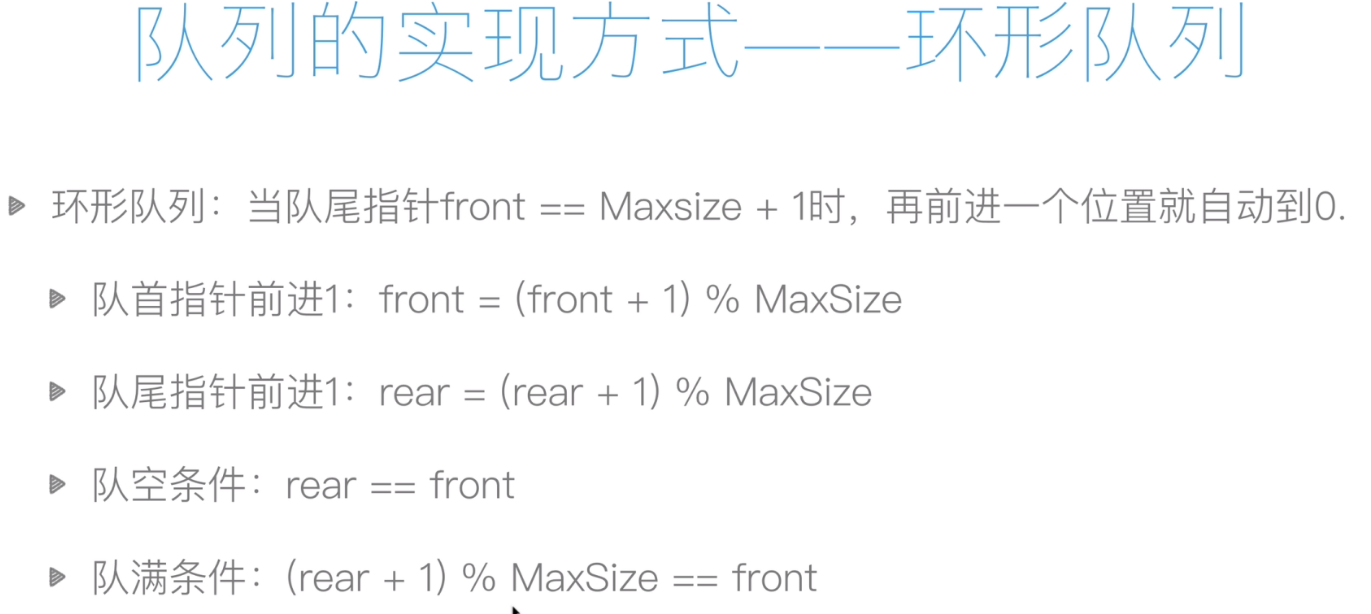 队列的实现方式——环形队列
环形队列：当队尾指针front == Maxsize + 1时，再前进一个位置就自动到0.
队首指针前进1：front = (front + 1) % MaxSize
队尾指针前进1：rear = (rear + 1) % MaxSize
队空条件：rear == front
队满条件：(rear + 1) % MaxSize == front